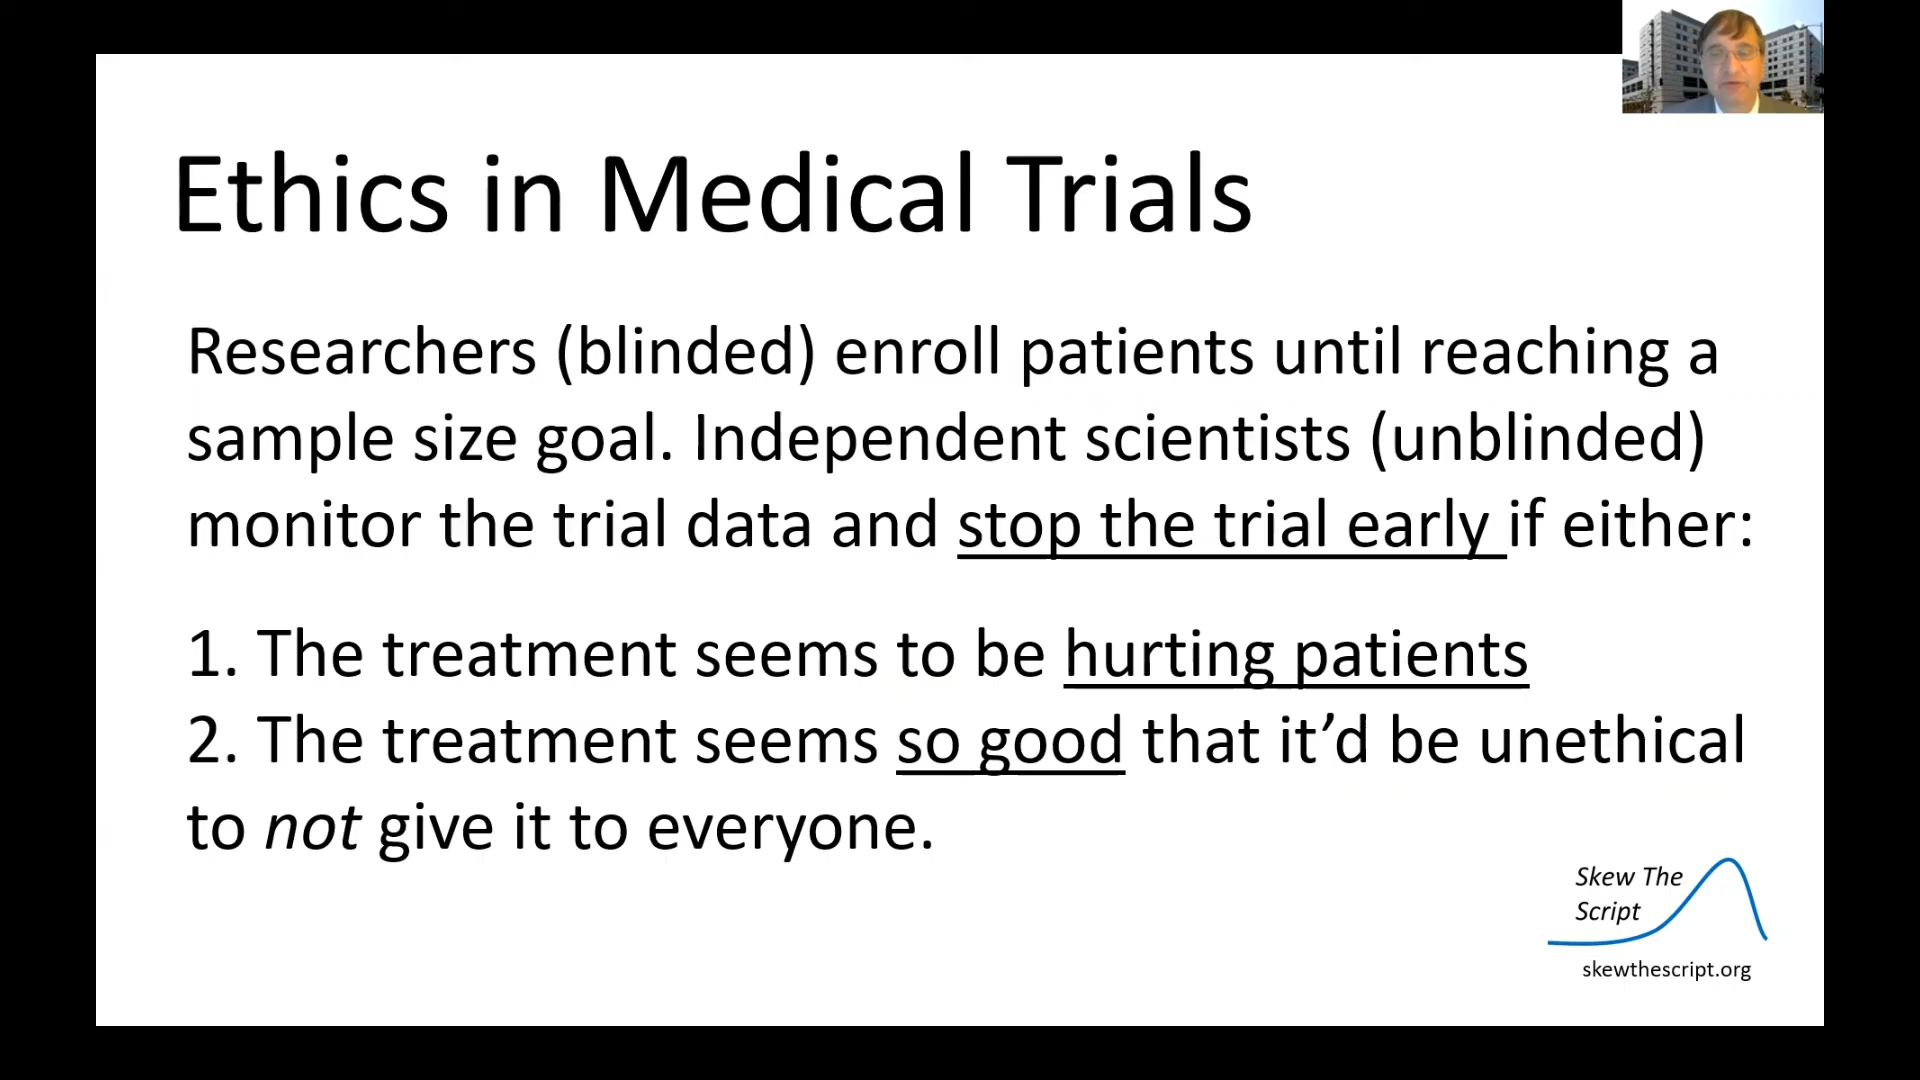 Ethics in Medical Trials
Researchers (blinded) enroll patients until reaching a
sample size goal. Independent scientists (unblinded)
monitor the trial data and stop the trial early if either:
1. The treatment seems to be hurting patients
2. The treatment seems so good that it’d be unethical
to not give it to everyone.
Skew The
Script
skewthescript.org